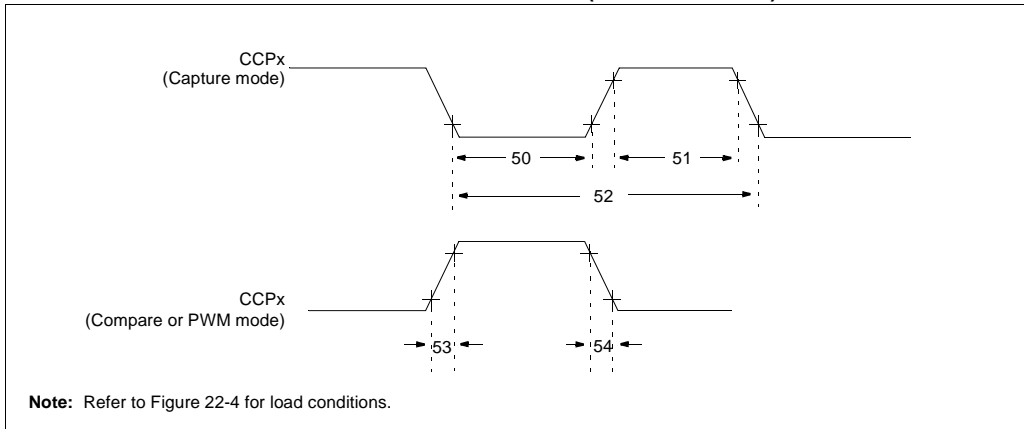 CCPx
(Capture mode)
50
51
52
CCPx
(Compare or PWM mode)
53
54
Note: Refer to Figure 22-4 for load conditions.